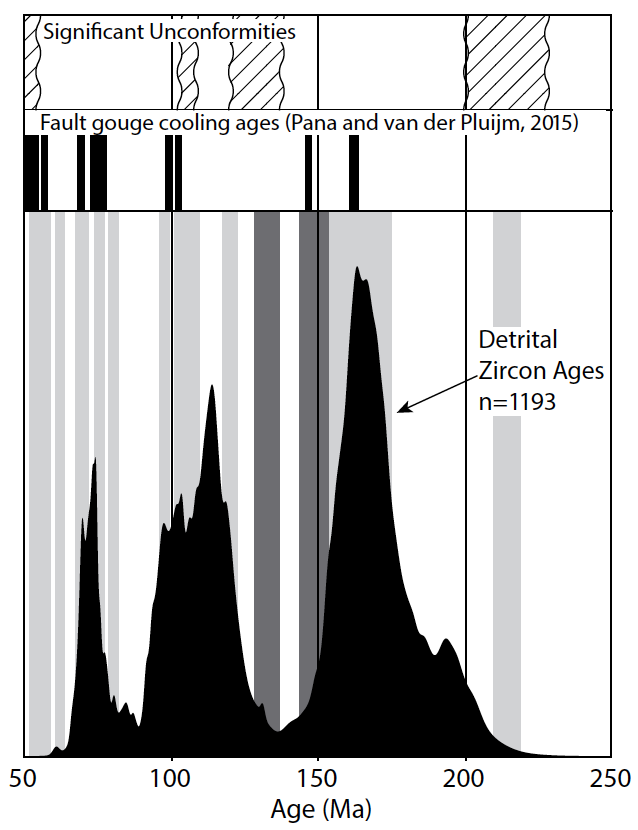 Significant Unconformities
Fault gouge cooling ages (Pana and van der Pluijm, 2015)
Detrital
Zircon Ages
n=1193
50 100 150 200 250
Age (Ma)